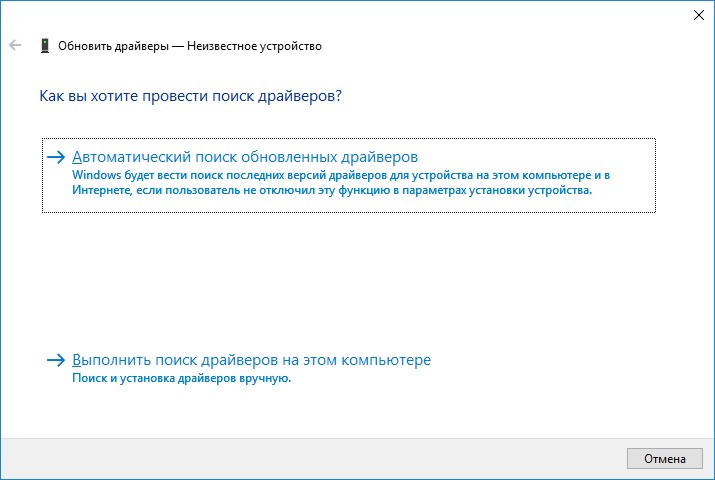 Обновить драйверы — Неизвестное устройство
Как вы хотите провести поиск драйверов?
Автоматический поиск обновленных драйверов
Windows будет вести поиск последних версий драйверов для устройства на этом компьютере и в
Интернете, если пользователь не отключил эту функцию в параметрах установки устройства.
Выполнить поиск драйверов на этом компьютере
Поиск и установка драйверов вручную.
Отмена